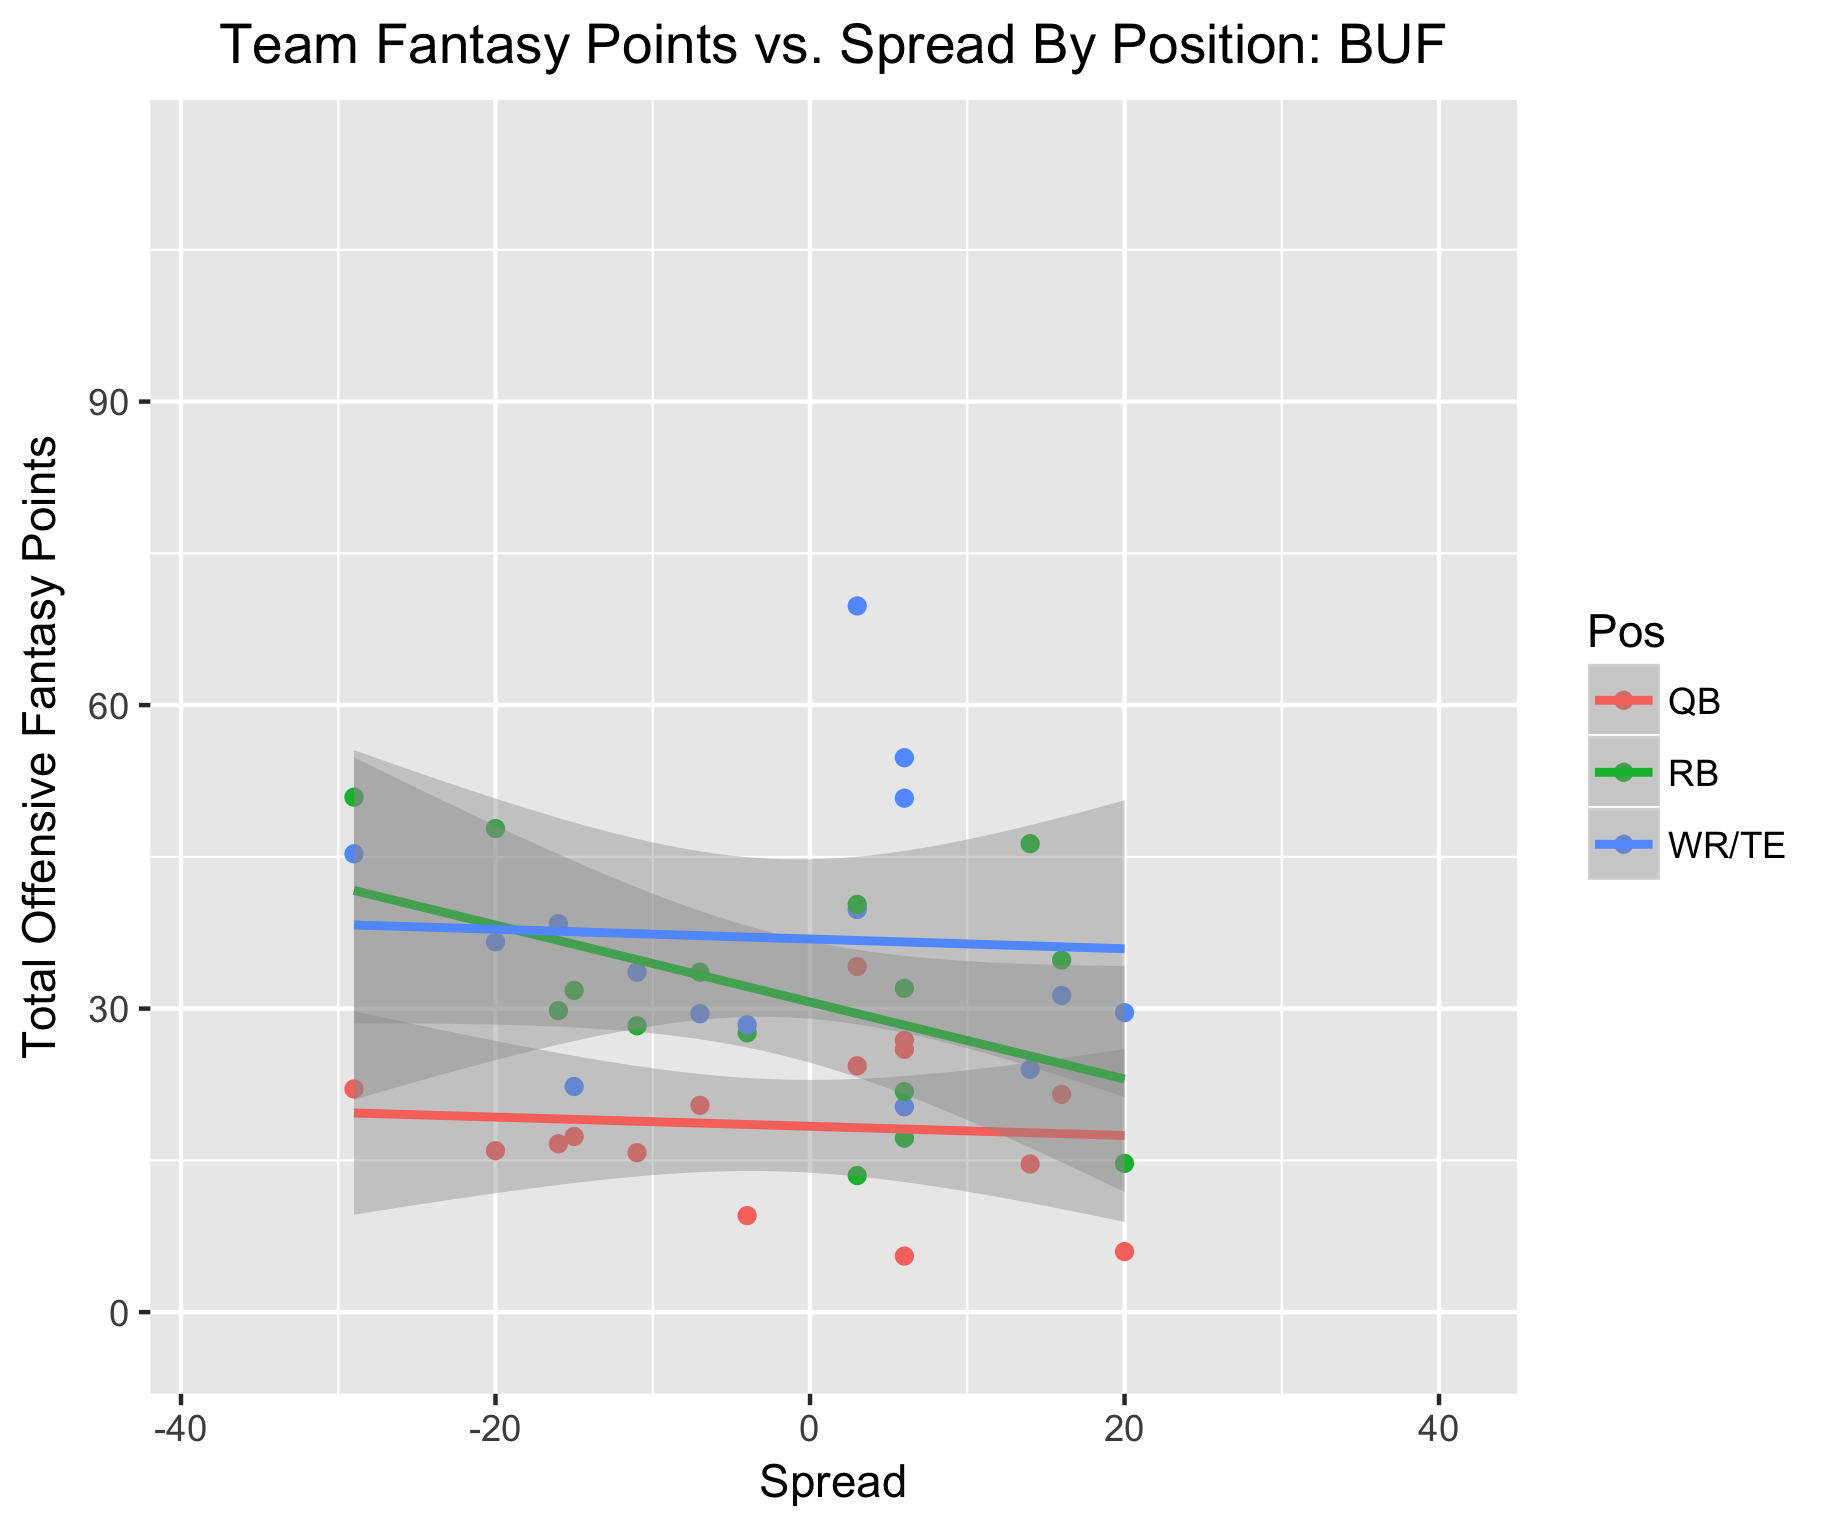 Team Fantasy Points vs. Spread By Position: BUF
Total Offensive Fantasy Points
90
60
30
0
-40
-20
0
20
40
Spread
Pos
QB
RB
WR/TE